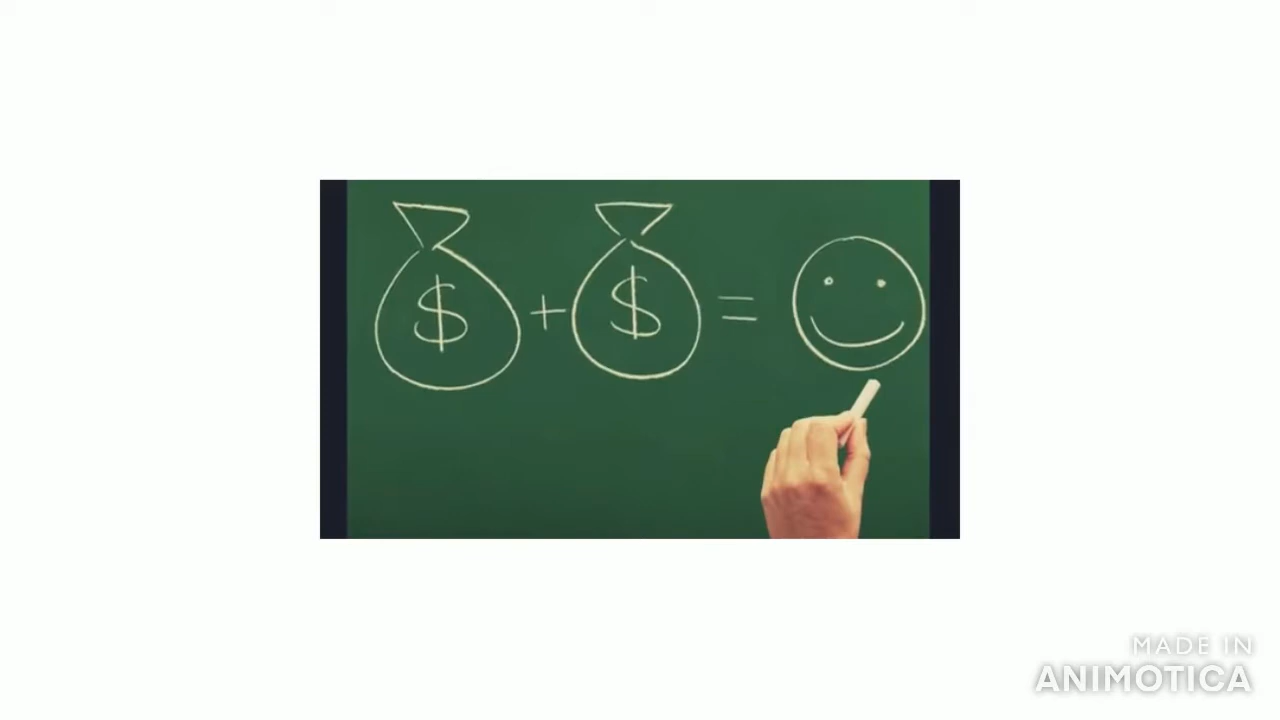 $ + $ =
MADE IN
ANIMOTICA